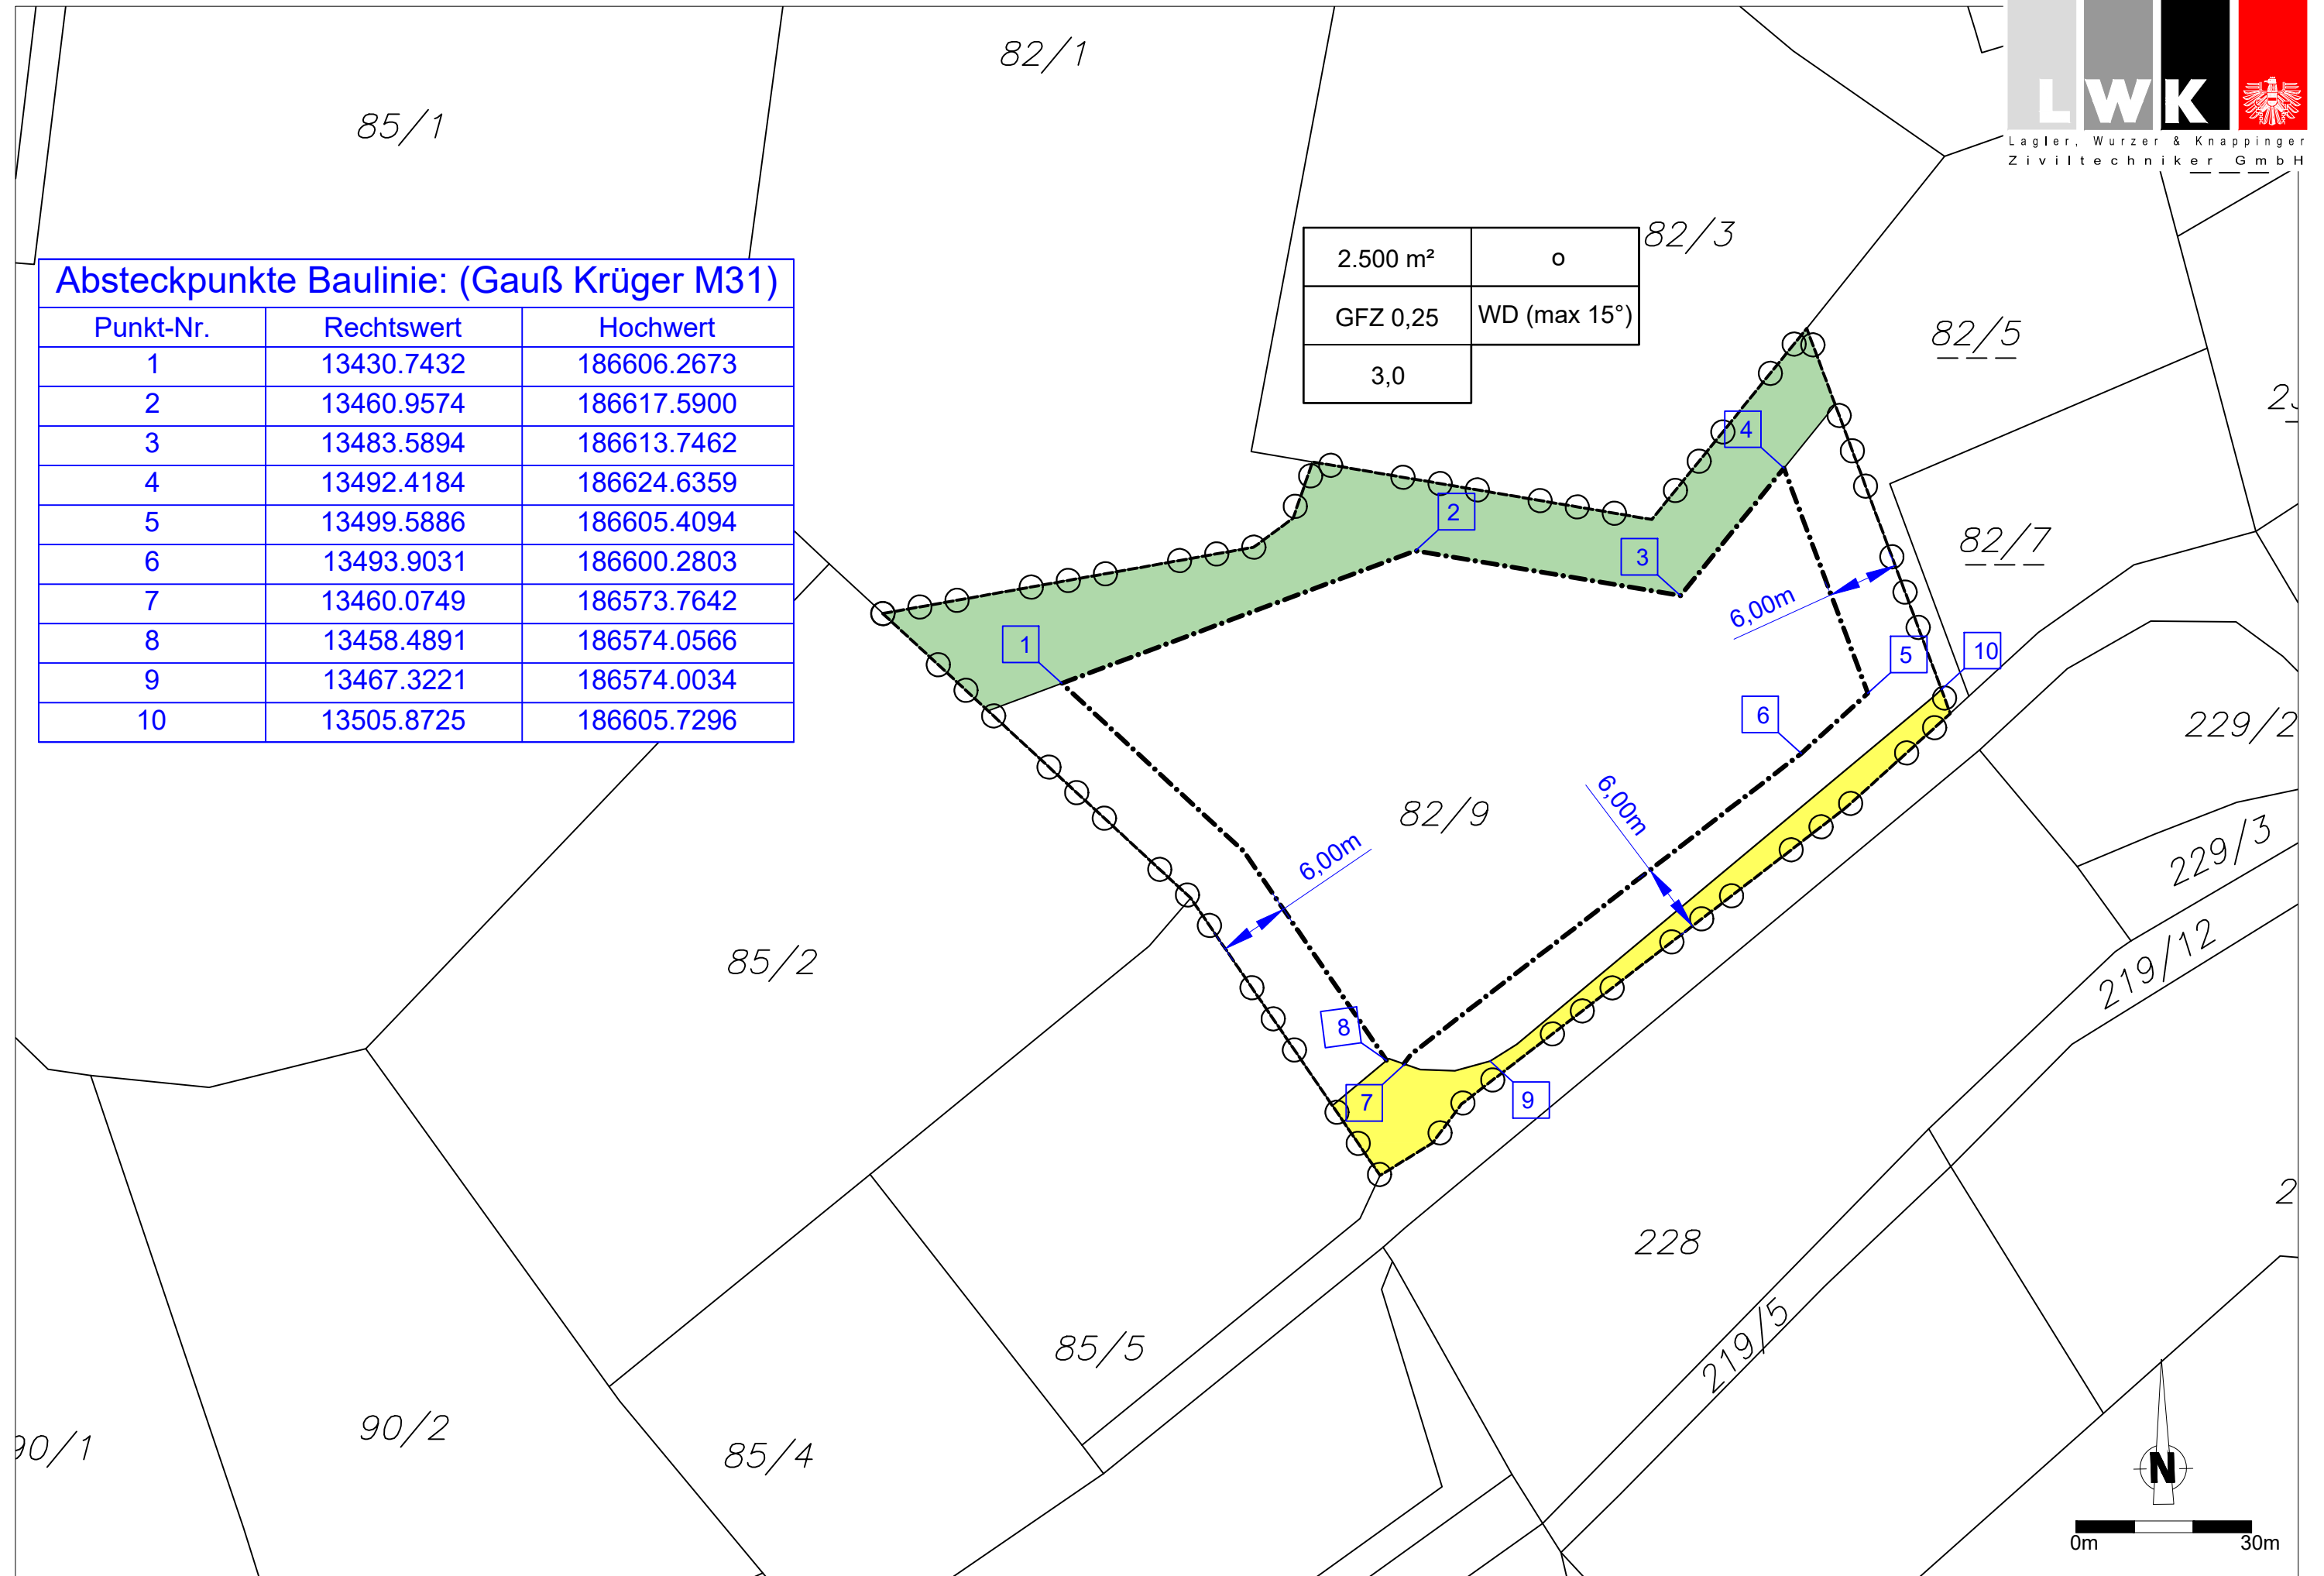 LWK
Lagler, Wurzer & Knappinger
Ziviltechniker GmbH
82/1
85/1
82/3
2.500 m² o
GFZ 0,25 WD (max 15°)
3,0
Absteckpunkte Baulinie: (Gauß Krüger M31)
Punkt-Nr. Rechtswert Hochwert
1 13430.7432 186606.2673
2 13460.9574 186617.5900
3 13483.5894 186613.7462
4 13492.4184 186624.6359
5 13499.5886 186605.4094
6 13493.9031 186600.2803
7 13460.0749 186573.7642
8 13458.4891 186574.0566
9 13467.3221 186574.0034
10 13505.8725 186605.7296
82/5
4
2
3
82/7
6,00m
1
5
10
6
229/2
6,00m
82/9
6,00m
229/3
85/2
219/12
8
7
9
228
85/5
219/5
90/2
90/1
85/4
N
0m 30m